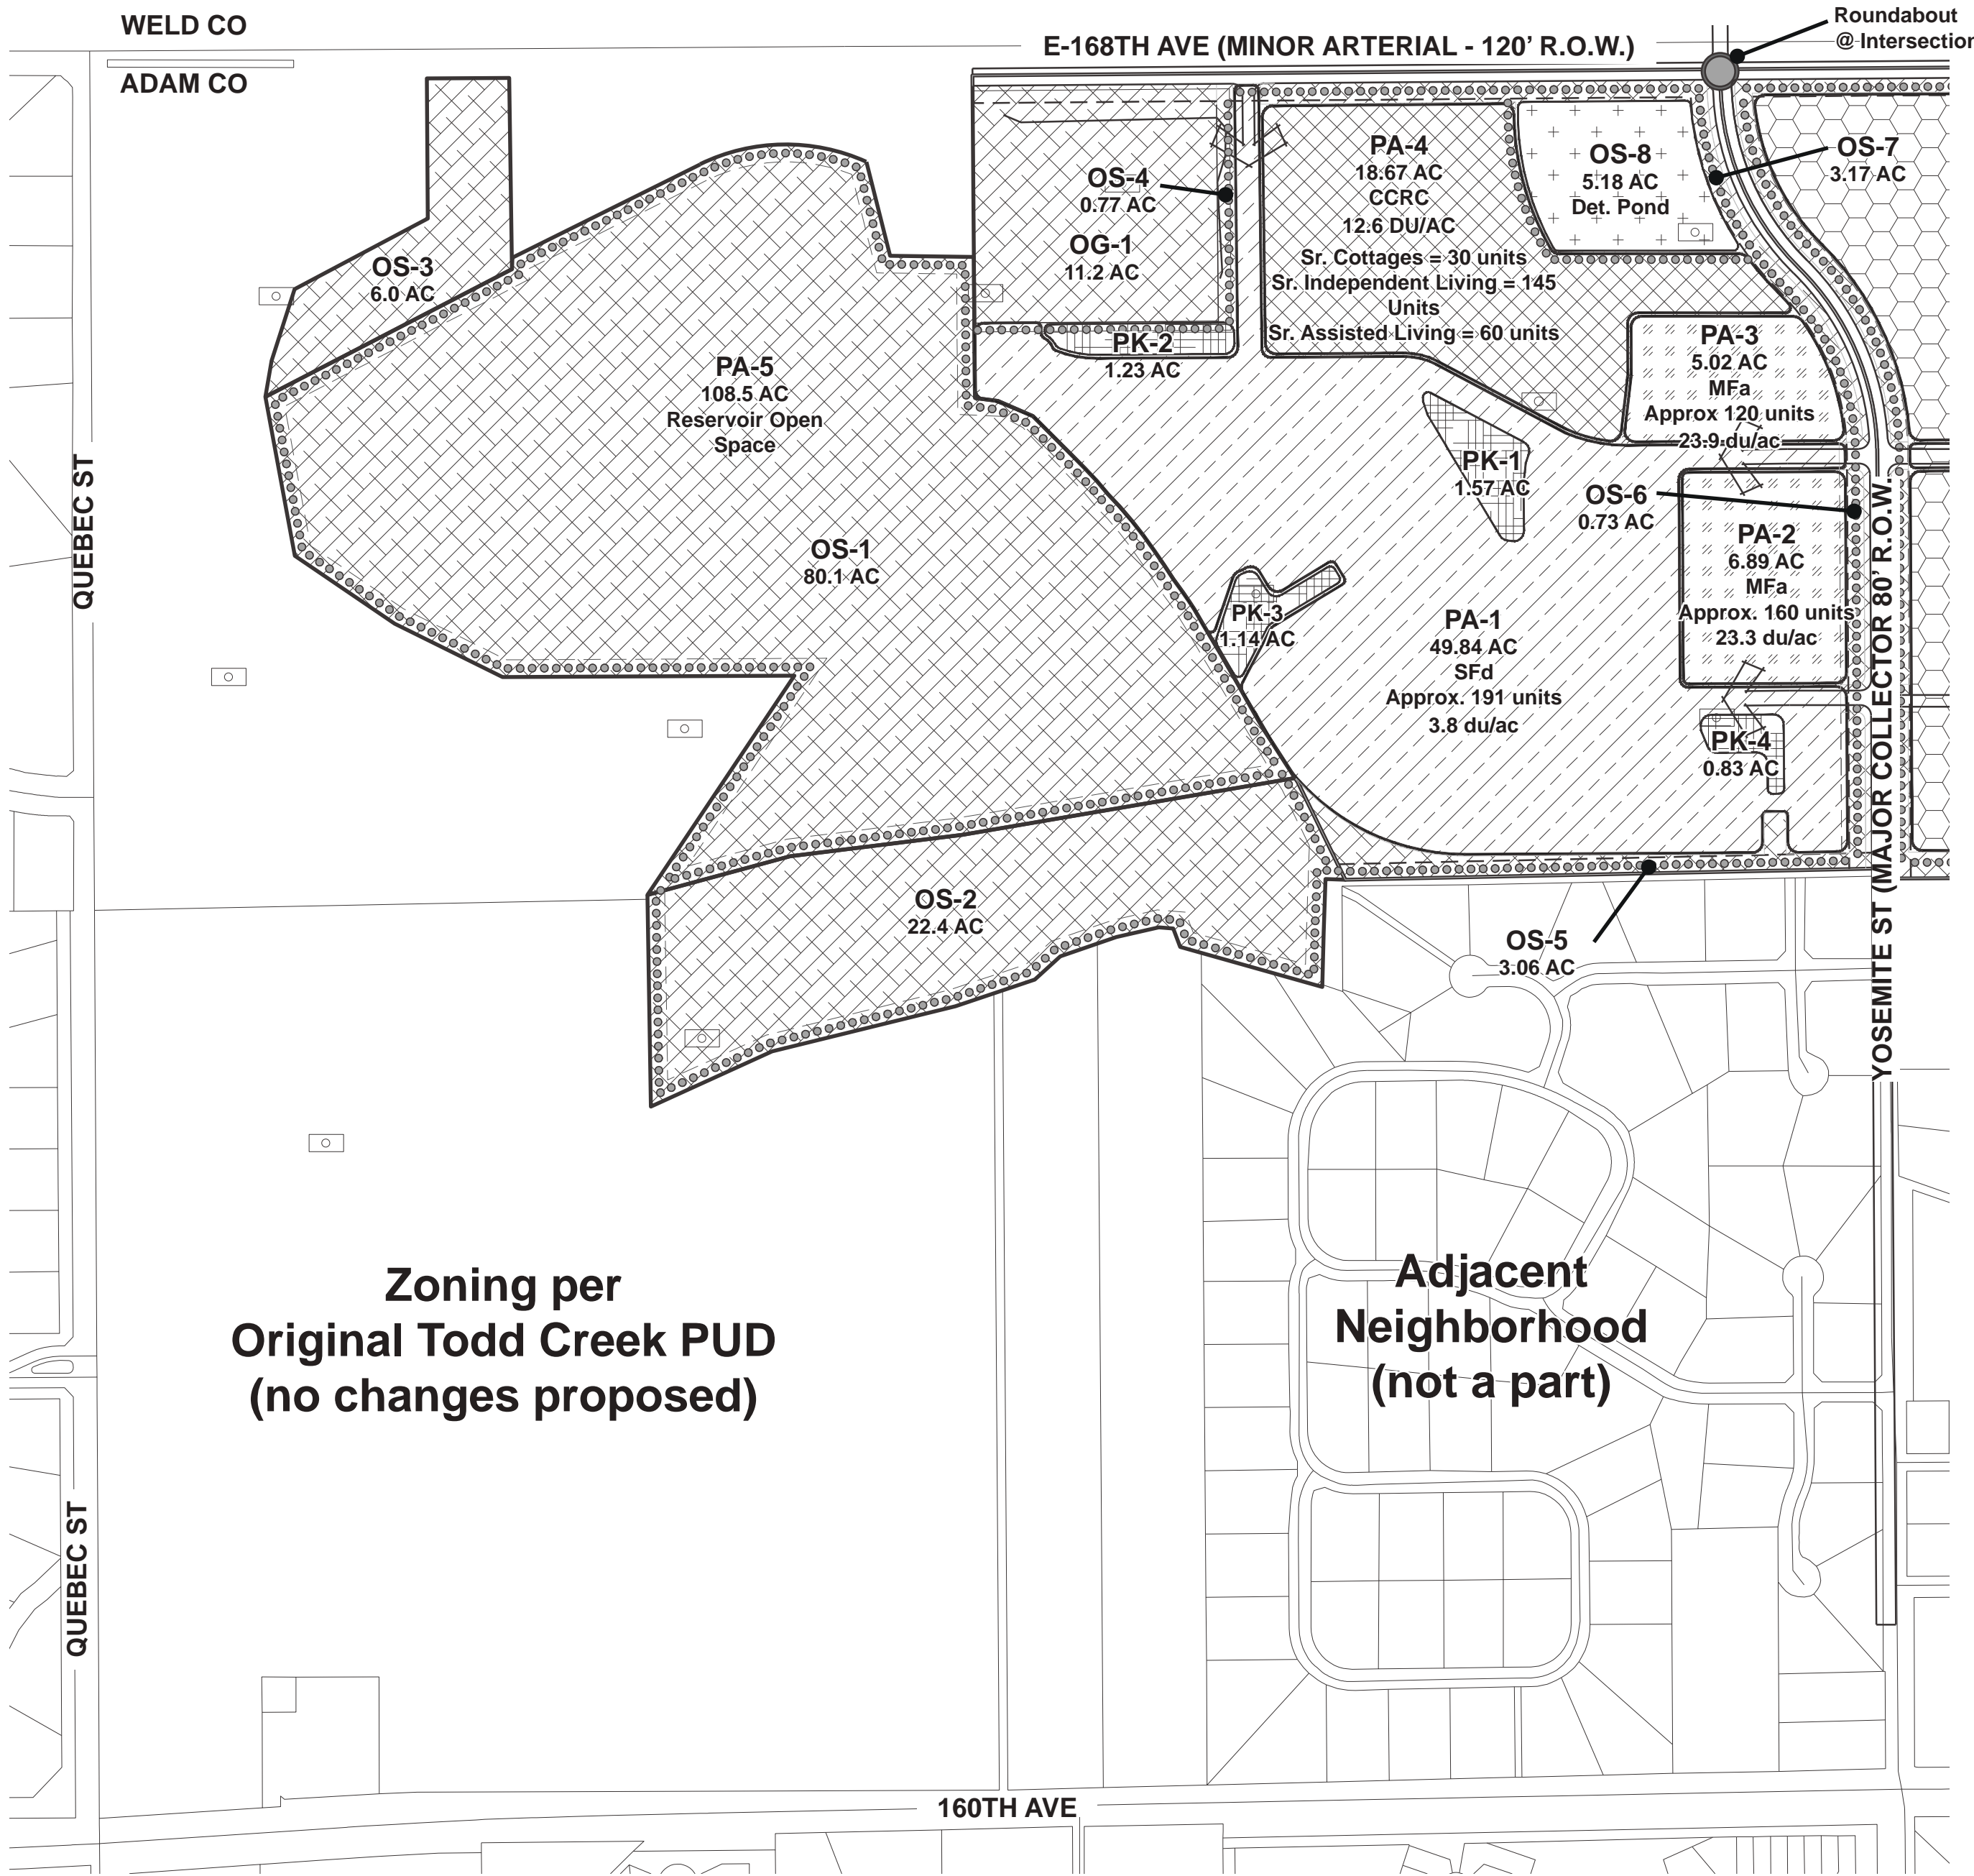 WELD CO
ADAM CO
E-168TH AVE (MINOR ARTERIAL - 120' R.O.W.)
Roundabout
@ Intersection
OS-3
6.0 AC
PA-5
108.5 AC
Reservoir Open
Space
OS-1
80.1 AC
OS-2
22.4 AC
OS-4
0.77 AC
OG-1
11.2 AC
PK-2
1.23 AC
PA-4
18.67 AC
CCRC
12.6 DU/AC
Sr. Cottages = 30 units
Sr. Independent Living = 145
Units
Sr. Assisted Living = 60 units
OS-8
5.18 AC
Det. Pond
OS-7
3.17 AC
PA-3
5.02 AC
MFa
Approx 120 units
23.9 du/ac
PK-1
1.57 AC
OS-6
0.73 AC
PA-2
6.89 AC
MFa
Approx. 160 units
23.3 du/ac
PK-3
1.14 AC
PA-1
49.84 AC
SFd
Approx. 191 units
3.8 du/ac
PK-4
0.83 AC
OS-5
3.06 AC
QUEBEC ST
YOSEMITE ST (MAJOR COLLECTOR 80' R.O.W.
Zoning per
Original Todd Creek PUD
(no changes proposed)
Adjacent
Neighborhood
(not a part)
QUEBEC ST
160TH AVE